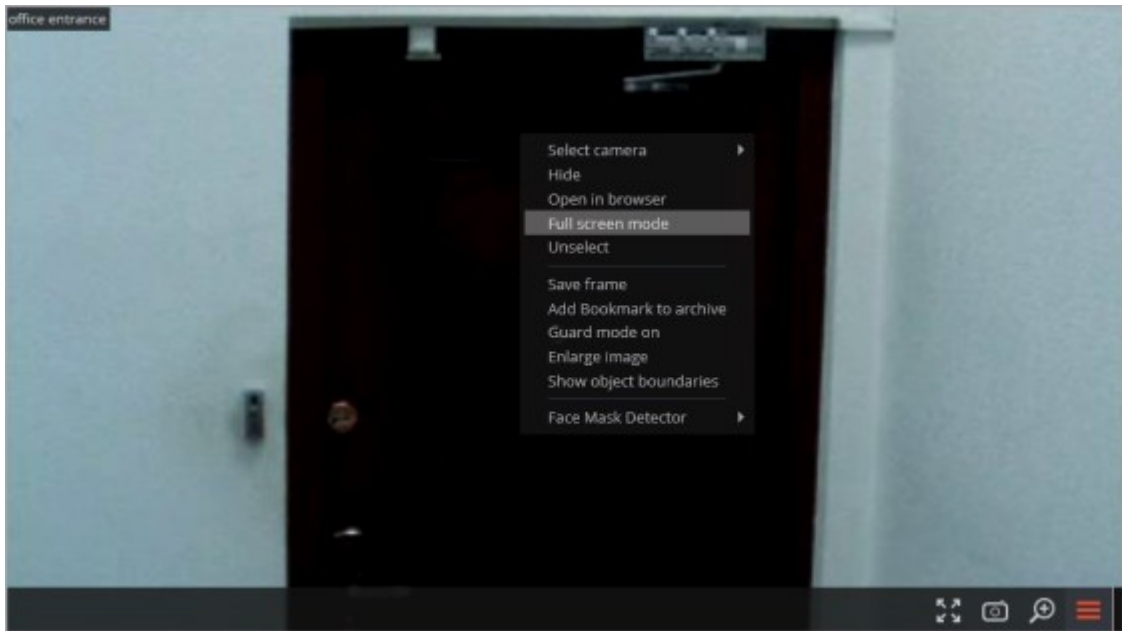 office entrance
Select camera
Hide
Open in browser
Full screen mode
Unselect
Save frame
Add Bookmark to archive
Guard mode on
Enlarge image
Show object boundaries
Face Mask Detector